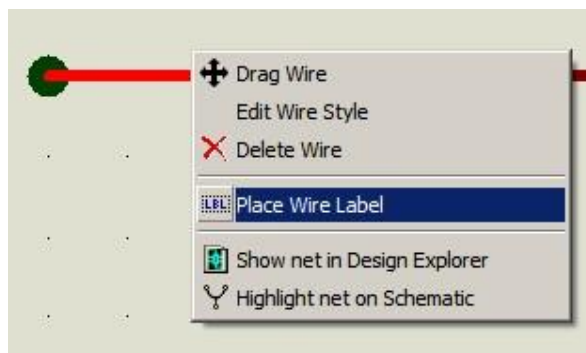 Drag Wire
Edit Wire Style
Delete Wire
LBL Place Wire Label
Show net in Design Explorer
Highlight net on Schematic